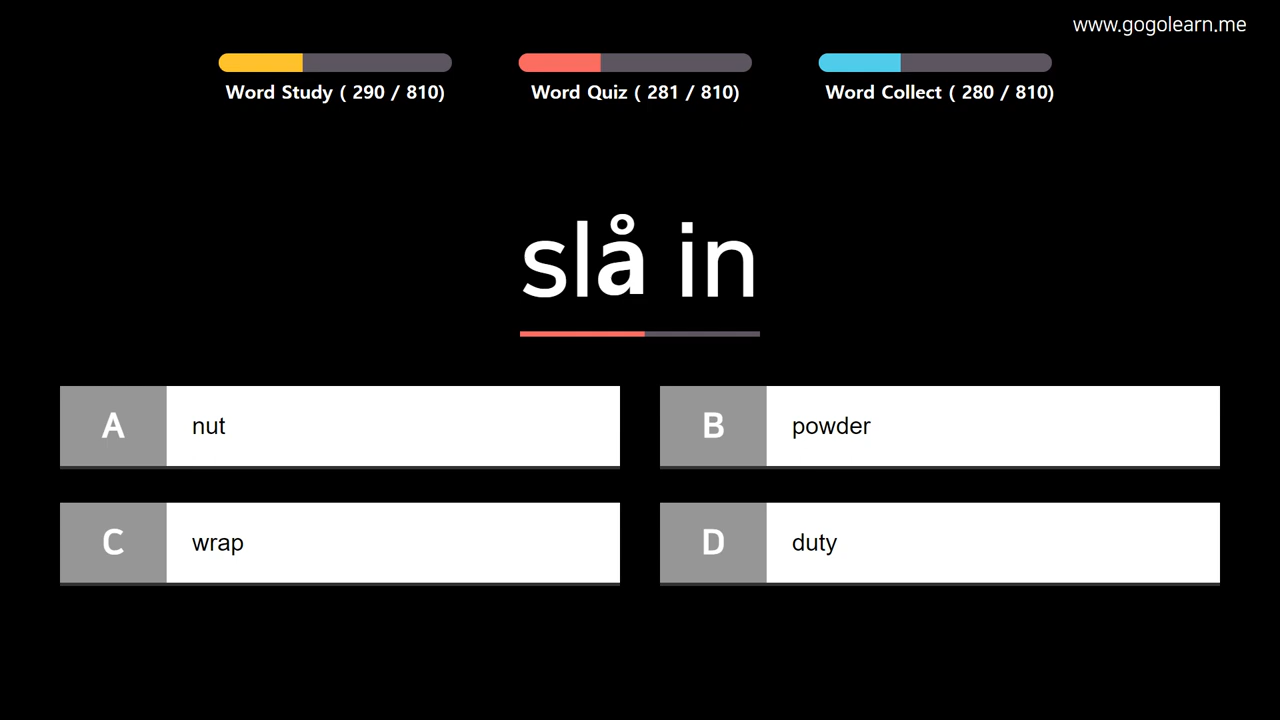 www.gogolearn.me
Word Study ( 290 / 810)
Word Quiz ( 281 / 810)
Word Collect ( 280 / 810)
slå in
A nut
B powder
C wrap
D duty